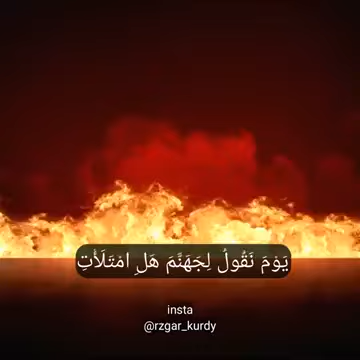 يَوْمَ نَقُولُ لِجَهَنَّمَ هَلِ امْتَلَأْتِ
insta
@rzgar_kurdy